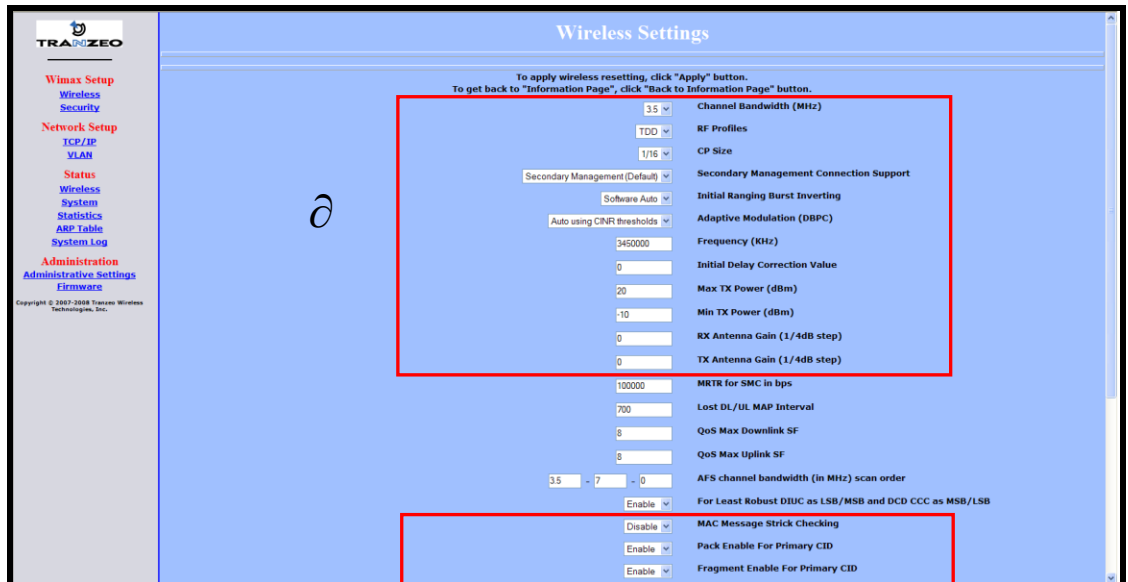 TRANZEO
Wimax Setup
Wireless
Security
Network Setup
TCP/IP
VLAN
Status
Wireless
System
Statistics
ARP Table
System Log
Administration
Administrative Settings
Firmware
Copyright © 2007-2008 Tranzeo Wireless
Technologies, Inc.
Wireless Settings
To apply wireless resetting, click "Apply" button.
To get back to "Information Page", click "Back to Information Page" button.
3.5 Channel Bandwidth (MHz)
TDD RF Profiles
1/16 CP Size
Secondary Management (Default) Secondary Management Connection Support
Software Auto Initial Ranging Burst Inverting
∂
Auto using CINR thresholds Adaptive Modulation (DBPC)
3450000 Frequency (KHz)
0 Initial Delay Correction Value
20 Max TX Power (dBm)
-10 Min TX Power (dBm)
0 RX Antenna Gain (1/4dB step)
0 TX Antenna Gain (1/4dB step)
100000 MRTR for SMC in bps
700 Lost DL/UL MAP Interval
8 QoS Max Downlink SF
8 QoS Max Uplink SF
3.5 - 7 - 0 AFS channel bandwidth (in MHz) scan order
Enable For Least Robust DIUC as LSB/MSB and DCD CCC as MSB/LSB
Disable MAC Message Strick Checking
Enable Pack Enable For Primary CID
Enable Fragment Enable For Primary CID